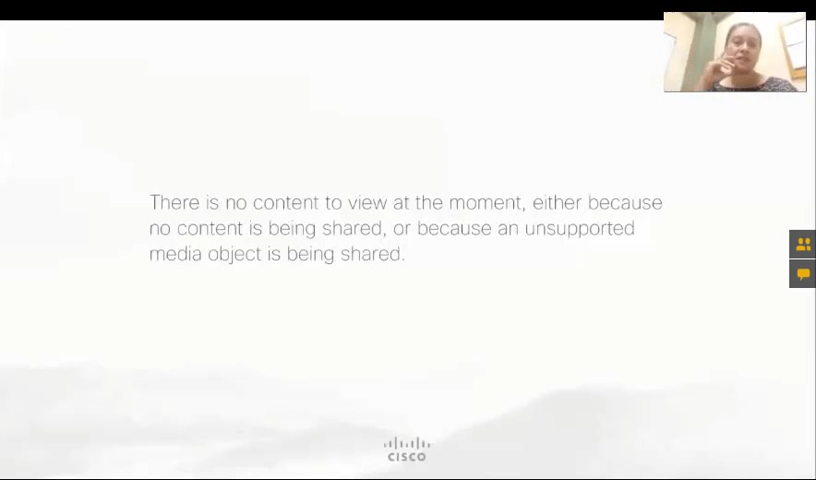 There is no content to view at the moment, either because
no content is being shared, or because an unsupported
media object is being shared.
CISCO